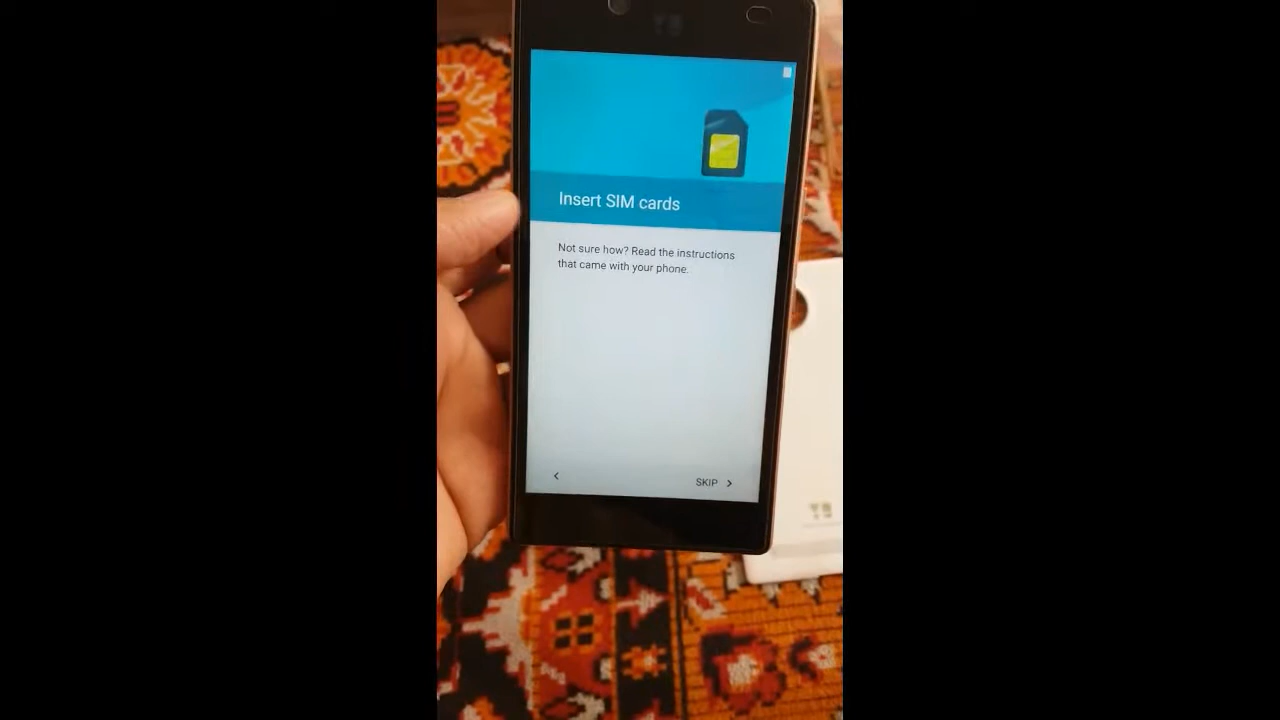 Insert SIM cards
Not sure how? Read the instructions
that came with your phone.
SKIP